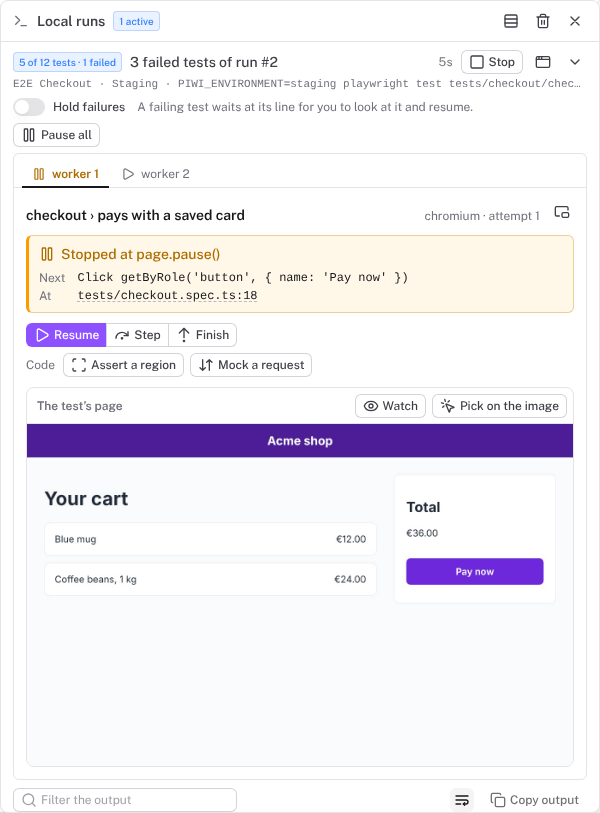 Local runs 1 active
5 of 12 tests · 1 failed 3 failed tests of run #2 5s Stop
E2E Checkout · Staging · PIWI_ENVIRONMENT=staging playwright test tests/checkout/chec…
Hold failures A failing test waits at its line for you to look at it and resume.
Pause all
worker 1 worker 2
checkout › pays with a saved card chromium · attempt 1
Stopped at page.pause()
Next Click getByRole('button', { name: 'Pay now' })
At tests/checkout.spec.ts:18
Resume Step Finish
Code Assert a region Mock a request
The test's page Watch Pick on the image
Acme shop
Your cart
Blue mug €12.00
Coffee beans, 1 kg €24.00
Total
€36.00
Pay now
Filter the output Copy output